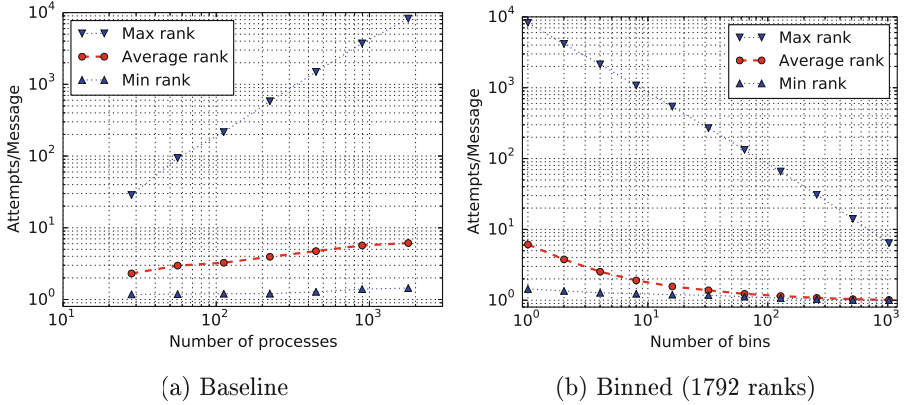 10^4
10^3
10^2
10^1
10^0
Attempts/Message
Max rank
Average rank
Min rank
10^1
10^2
10^3
Number of processes
(a) Baseline
10^4
10^3
10^2
10^1
10^0
Attempts/Message
Max rank
Average rank
Min rank
10^0
10^1
10^2
10^3
Number of bins
(b) Binned (1792 ranks)